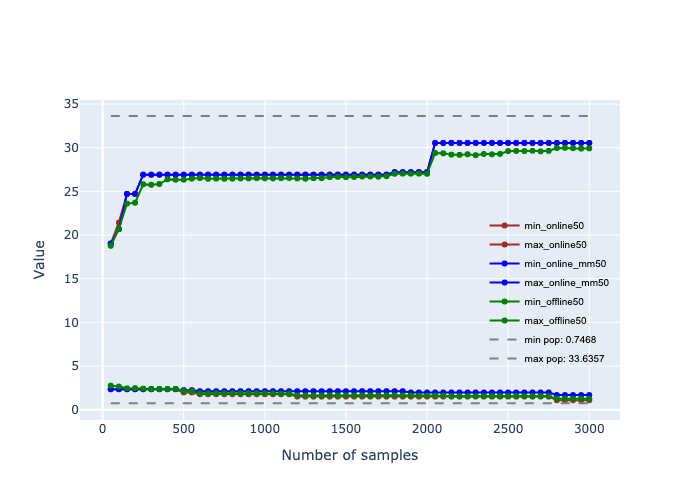 35
30
25
20
15
10
5
0
Value
0 500 1000 1500 2000 2500 3000
Number of samples
min_online50
max_online50
min_online_mm50
max_online_mm50
min_offline50
max_offline50
min pop: 0.7468
max pop: 33.6357